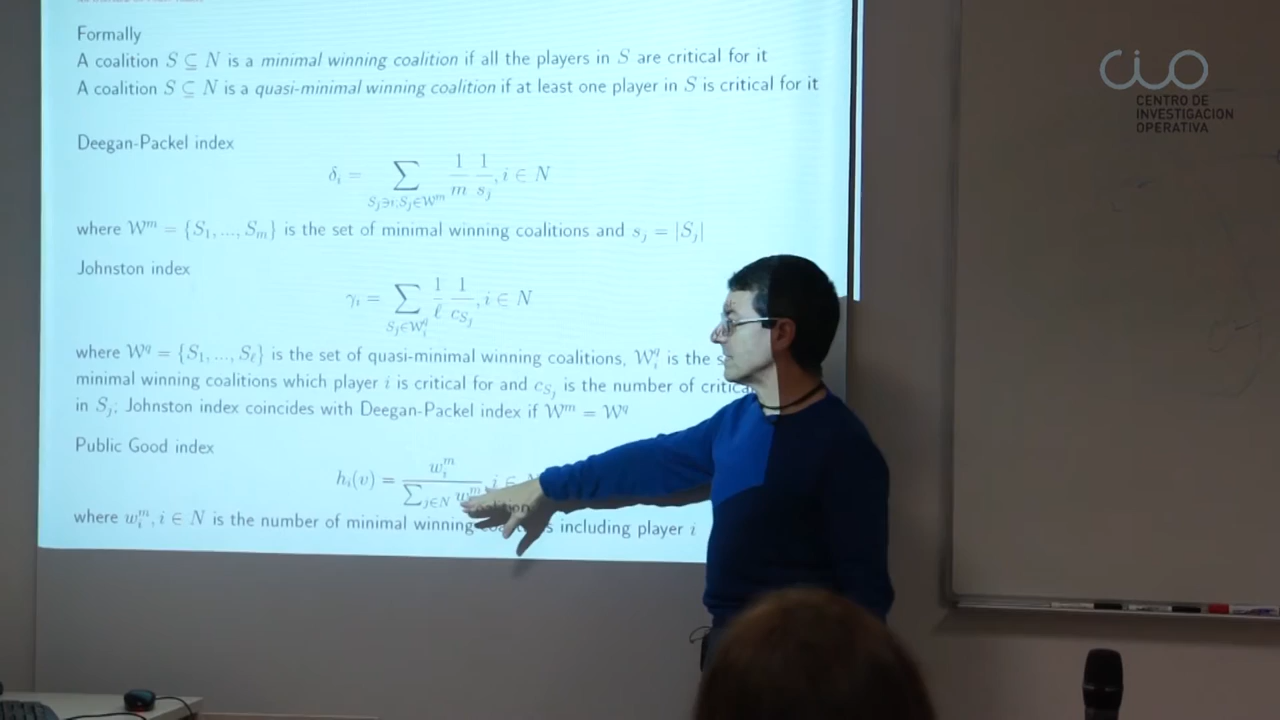 Formally
A coalition S ⊆ N is a minimal winning coalition if all the players in S are critical for it
A coalition S ⊆ N is a quasi-minimal winning coalition if at least one player in S is critical for it
Deegan-Packel index
δ_i = ∑_{S_j∋i,S_j∈W^m} 1/m 1/s_j, i ∈ N
where W^m = {S_1, ..., S_m} is the set of minimal winning coalitions and s_j = |S_j|
Johnston index
γ_i = ∑_{S_j∈W_i^q} 1/ℓ 1/c_{S_j}, i ∈ N
where W^q = {S_1, ..., S_ℓ} is the set of quasi-minimal winning coalitions, W_i^q is the
minimal winning coalitions which player i is critical for and c_{S_j} is the number of
in S_j. Johnston index coincides with Deegan-Packel index if W^m = W^q
Public Good index
h_i(v) = w_i^m / ∑_{j∈N} w_j^m, i ∈ N
where w_i^m, i ∈ N is the number of minimal winning coalitions including player i
CIO
CENTRO DE
INVESTIGACION
OPERATIVA